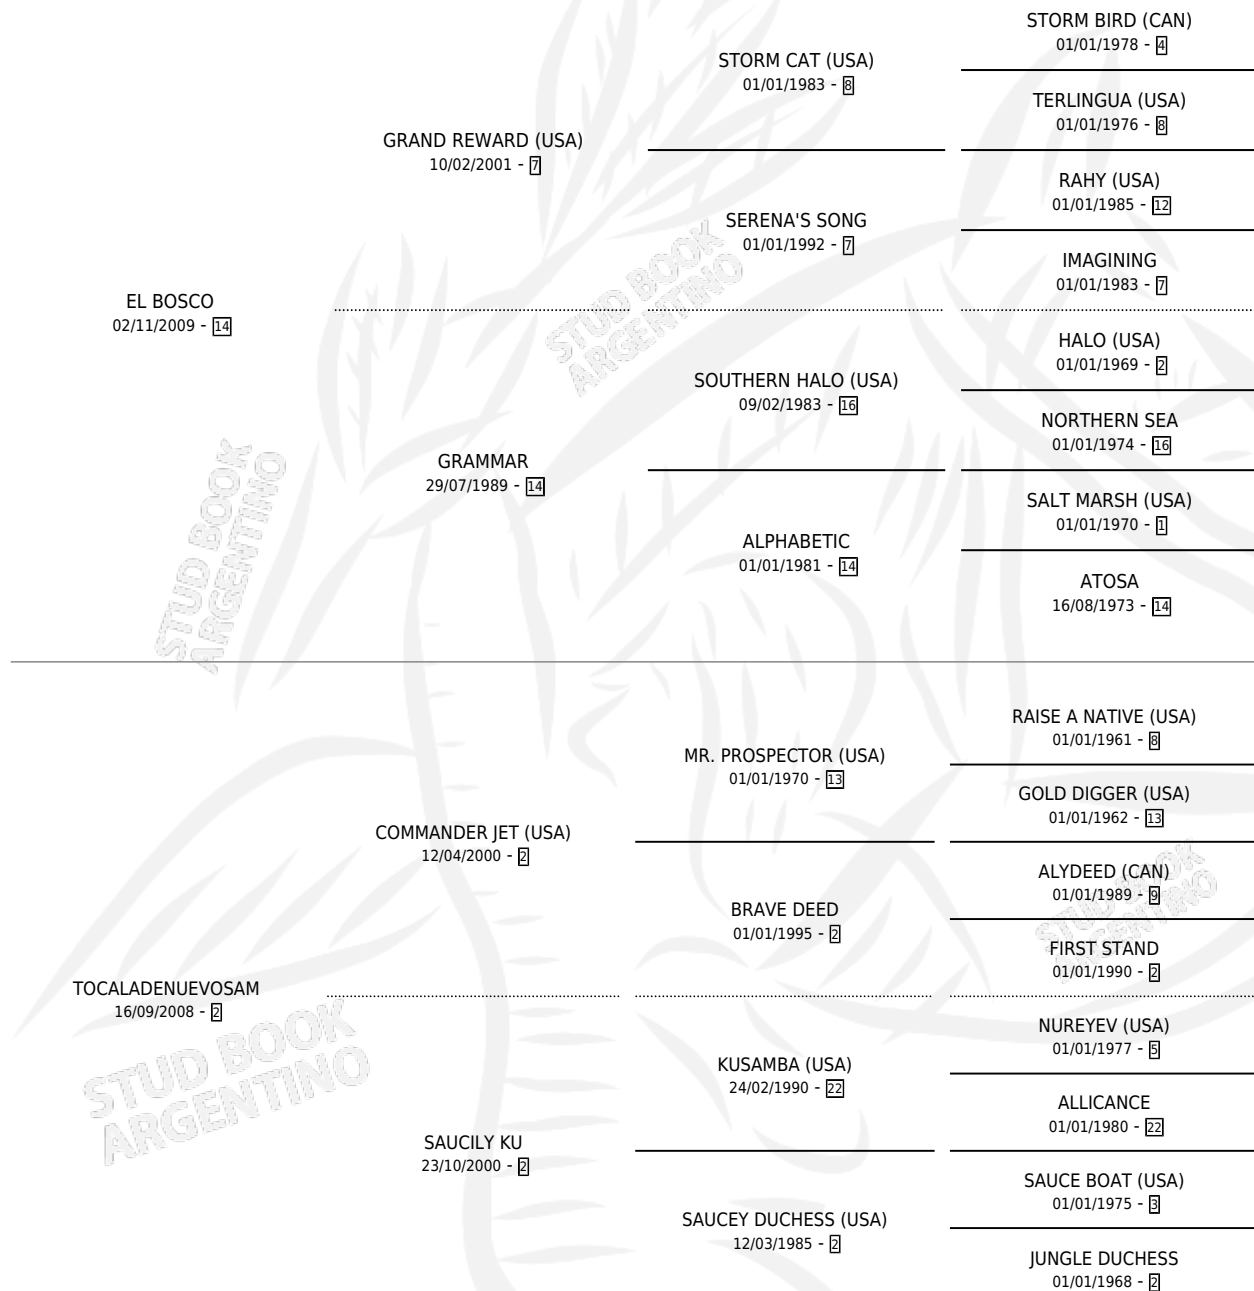 STORM BIRD (CAN)
01/01/1978 - 4
STORM CAT (USA)
01/01/1983 - 8
TERLINGUA (USA)
01/01/1976 - 8
GRAND REWARD (USA)
10/02/2001 - 7
RAHY (USA)
01/01/1985 - 12
SERENA'S SONG
01/01/1992 - 7
IMAGINING
01/01/1983 - 7
EL BOSCO
02/11/2009 - 14
HALO (USA)
01/01/1969 - 2
SOUTHERN HALO (USA)
09/02/1983 - 16
NORTHERN SEA
01/01/1974 - 16
GRAMMAR
29/07/1989 - 14
SALT MARSH (USA)
01/01/1970 - 1
ALPHABETIC
01/01/1981 - 14
ATOSA
16/08/1973 - 14
RAISE A NATIVE (USA)
01/01/1961 - 8
MR. PROSPECTOR (USA)
01/01/1970 - 13
GOLD DIGGER (USA)
01/01/1962 - 13
COMMANDER JET (USA)
12/04/2000 - 2
ALYDEED (CAN)
01/01/1989 - 9
BRAVE DEED
01/01/1995 - 2
FIRST STAND
01/01/1990 - 2
TOCALADENUEVOSAM
16/09/2008 - 2
NUREYEV (USA)
01/01/1977 - 5
KUSAMBA (USA)
24/02/1990 - 22
ALLICANCE
01/01/1980 - 22
SAUCILY KU
23/10/2000 - 2
SAUCE BOAT (USA)
01/01/1975 - 3
SAUCEY DUCHESS (USA)
12/03/1985 - 2
JUNGLE DUCHESS
01/01/1968 - 2
STUD BOOK
ARGENTINO
STUD BOOK
ARGENTINO
STUD BOOK
ARGENTINO
STUD BOOK
ARGENTINO